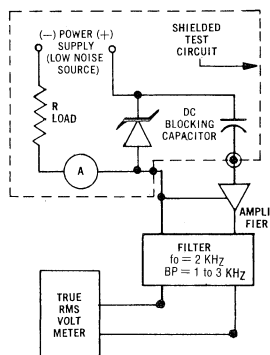 (–) POWER (+)
SUPPLY
(LOW NOISE
SOURCE)
SHIELDED
TEST
CIRCUIT
R
LOAD
DC
BLOCKING
CAPACITOR
A
AMPLI
FIER
FILTER
fo = 2 KHz
BP = 1 to 3 KHz
TRUE
RMS
VOLT
METER